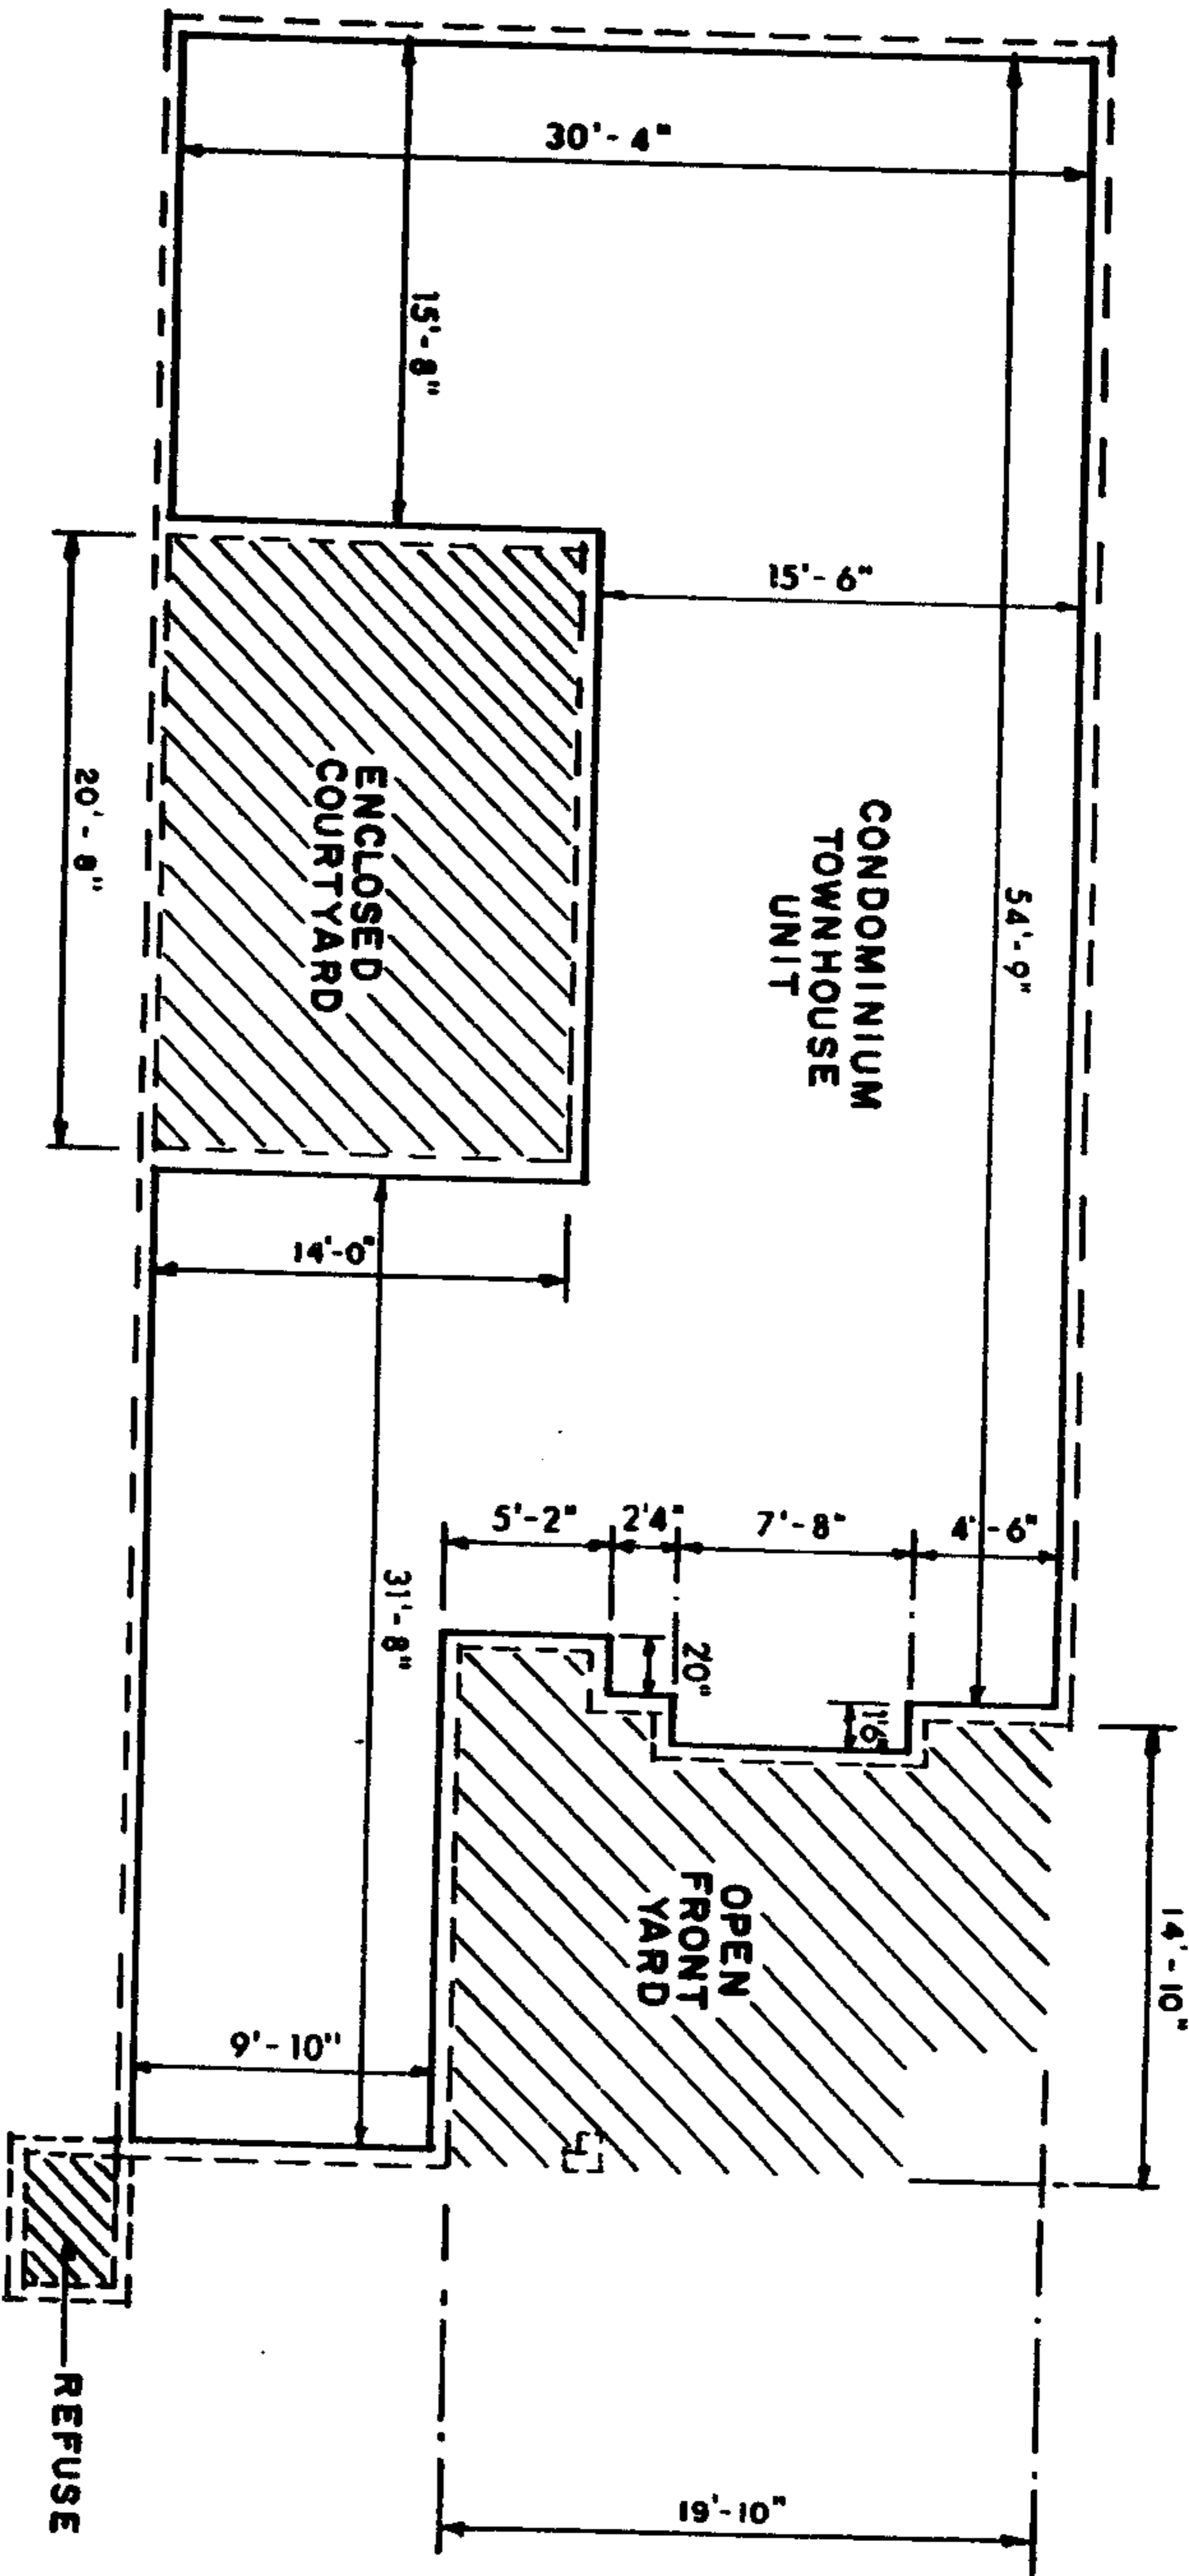 30'- 4"
15'- 8"
15'- 6"
54'- 9"
CONDOMINIUM
TOWNHOUSE
UNIT
ENCLOSED
COURTYARD
20'- 8"
14'-0"
31'- 8"
5'-2"
2'4"
7'-8"
4'-6"
20"
1'6"
14'- 10"
OPEN
FRONT
YARD
9'- 10"
REFUSE
19'-10"